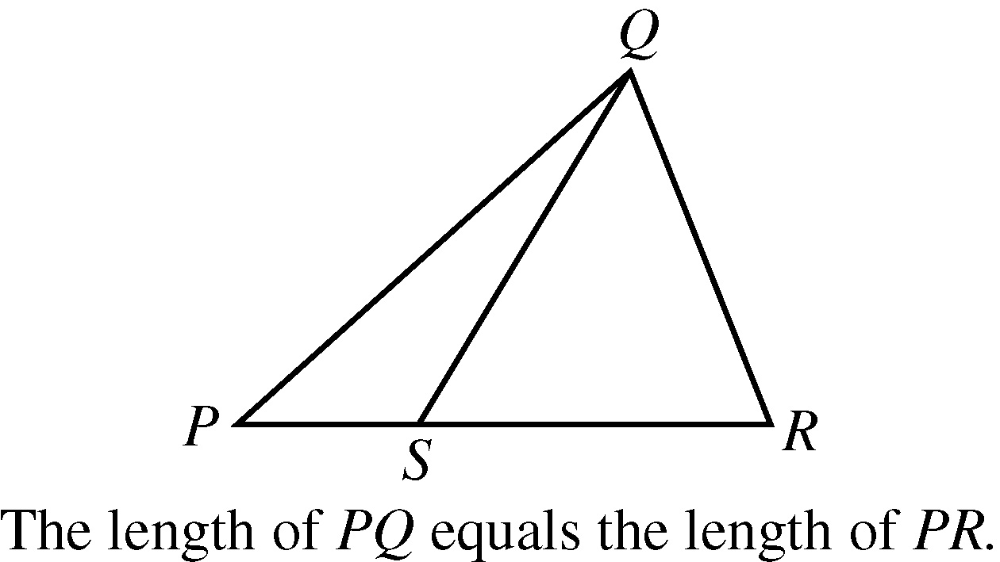 Q
P
R
S
The length of PQ equals the length of PR.